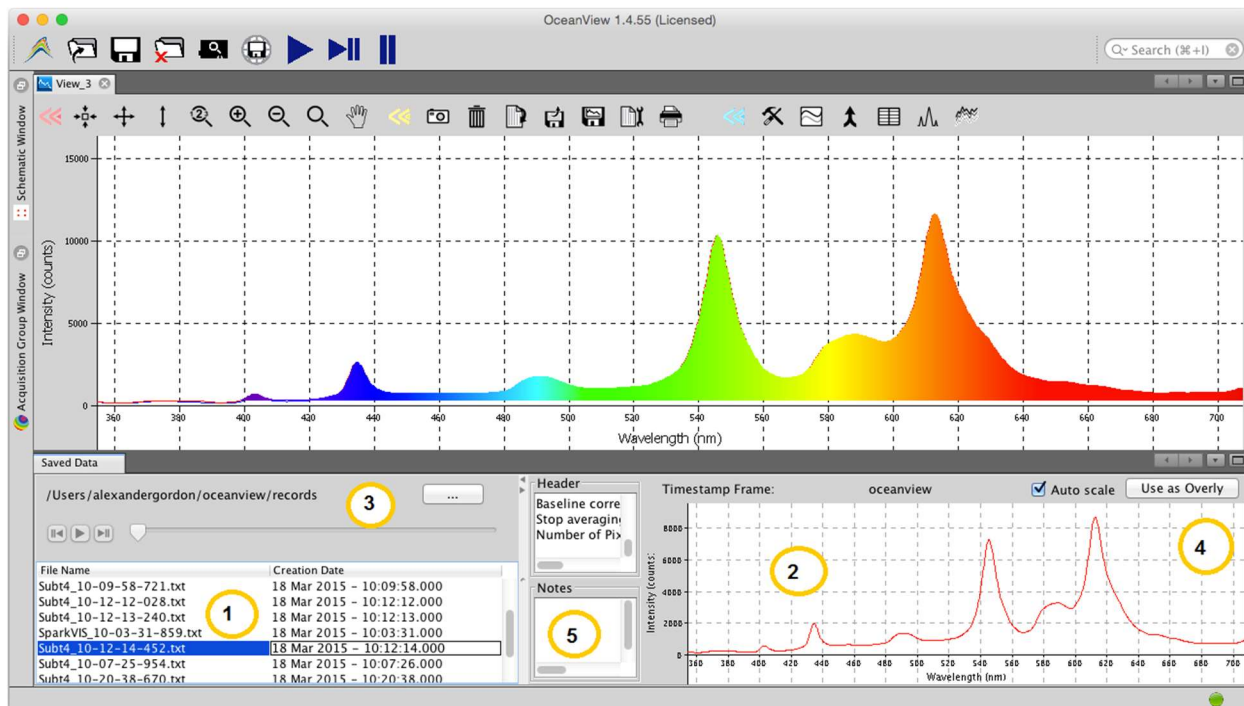 OceanView 1.4.55 (Licensed)
Search (⌘+I)
View_3
Schematic Window
Acquisition Group Window
Intensity (counts)
15000
10000
5000
0
360 380 400 420 440 460 480 500 520 540 560 580 600 620 640 660 680 700
Wavelength (nm)
Saved Data
/Users/alexandergordon/oceanview/records
...
3
File Name Creation Date
Subt4_10-09-58-721.txt 18 Mar 2015 - 10:09:58.000
Subt4_10-12-12-028.txt 18 Mar 2015 - 10:12:12.000
Subt4_10-12-13-240.txt 18 Mar 2015 - 10:12:13.000
SparkVIS_10-03-31-859.txt 18 Mar 2015 - 10:03:31.000
Subt4_10-12-14-452.txt 18 Mar 2015 - 10:12:14.000
Subt4_10-07-25-954.txt 18 Mar 2015 - 10:07:26.000
Subt4_10-20-38-670.txt 18 Mar 2015 - 10:20:38.000
1
Header
Baseline corre
Stop averaging
Number of Pix
Notes
5
Timestamp Frame: oceanview
Auto scale
Use as Overly
2
4
Intensity (counts:
8000
6000
4000
2000
0
360 380 400 420 440 460 480 500 520 540 560 580 600 620 640 660 680 700
Wavelength (nm)